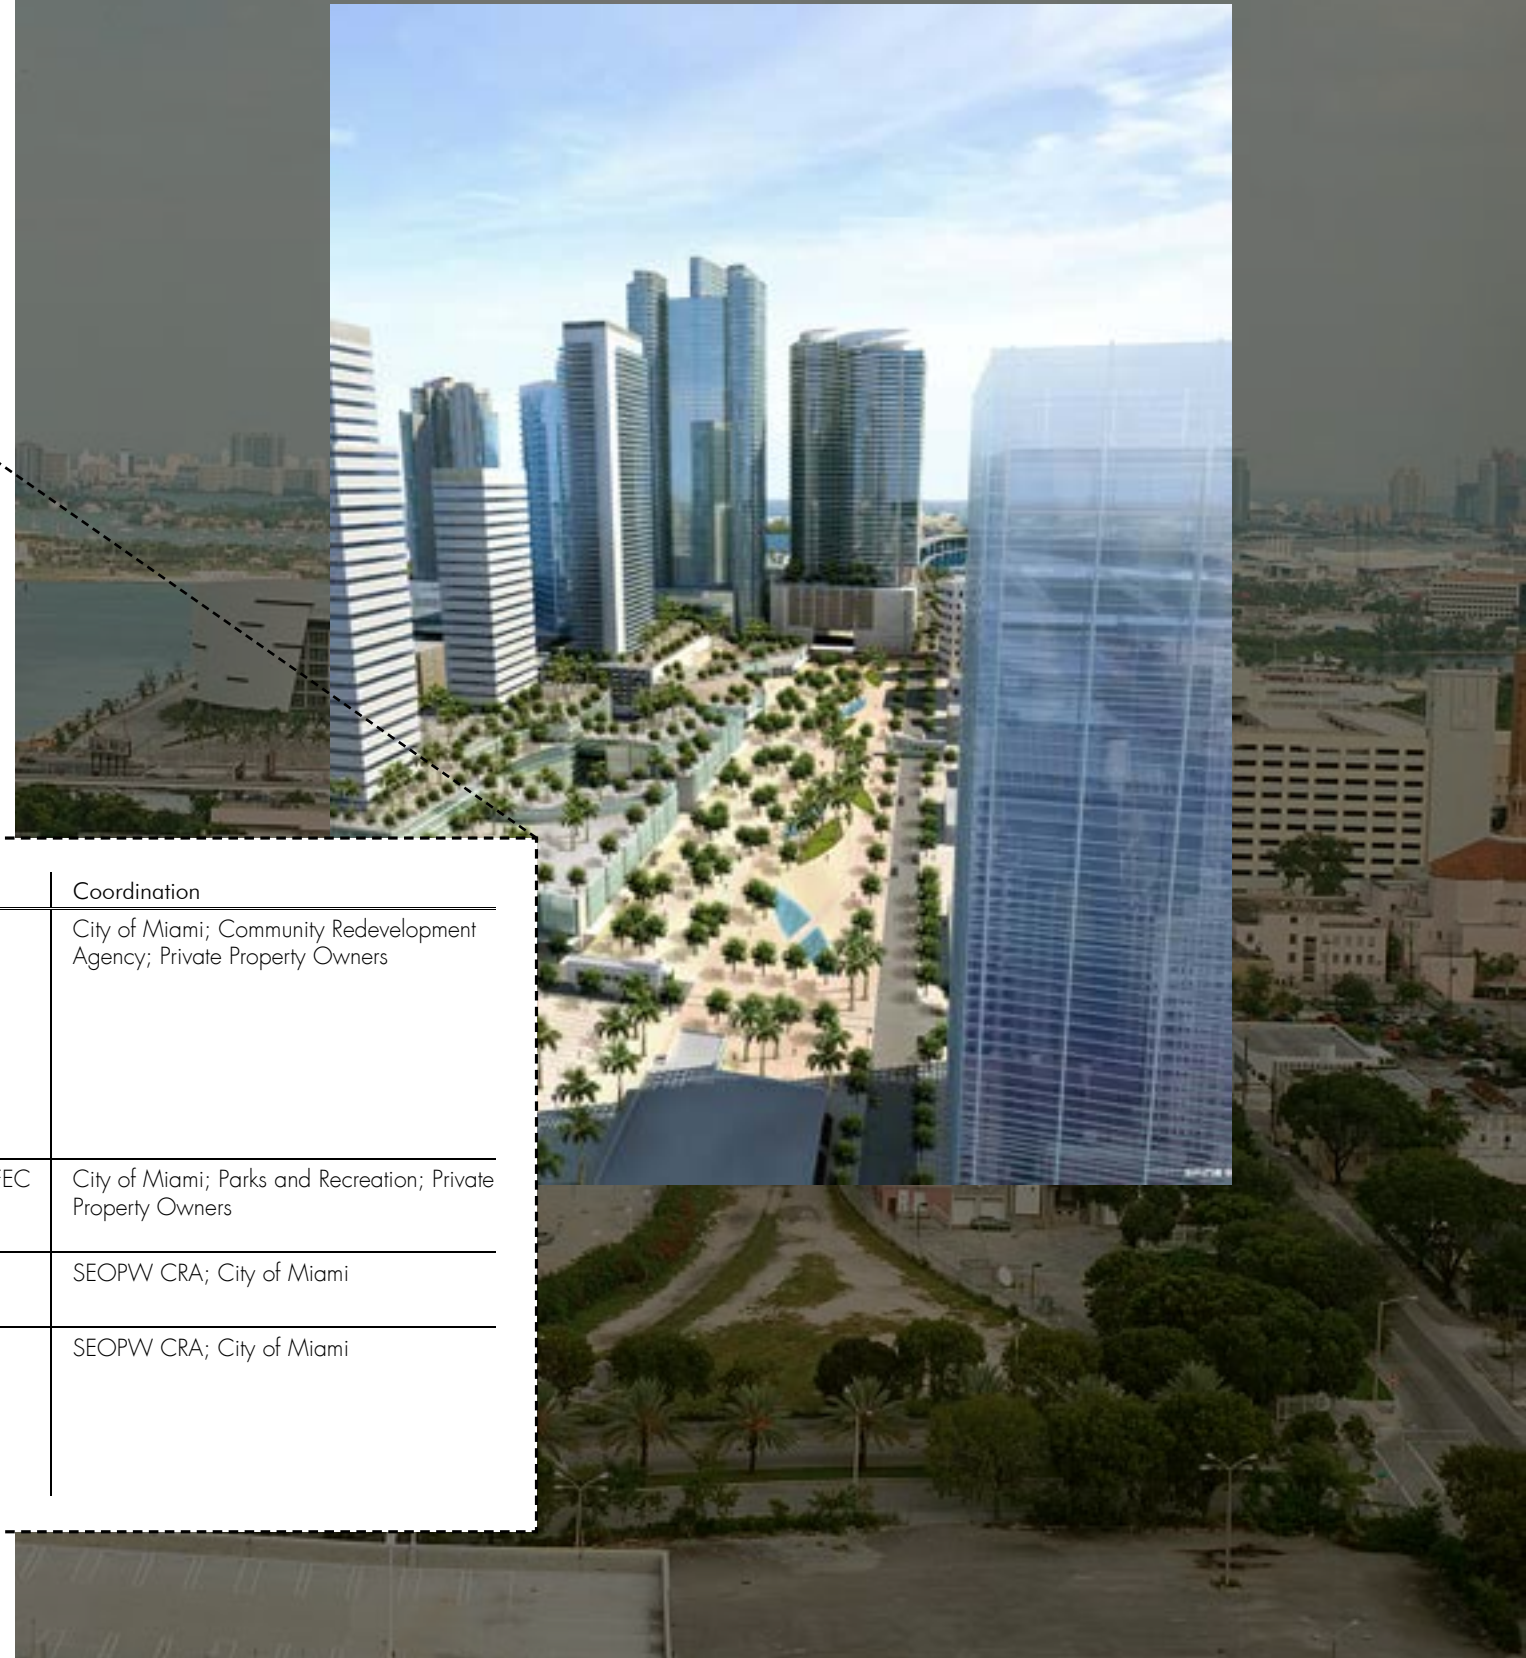 Coordination
City of Miami; Community Redevelopment
Agency; Private Property Owners
EC
City of Miami; Parks and Recreation; Private
Property Owners
SEOPW CRA; City of Miami
SEOPW CRA; City of Miami